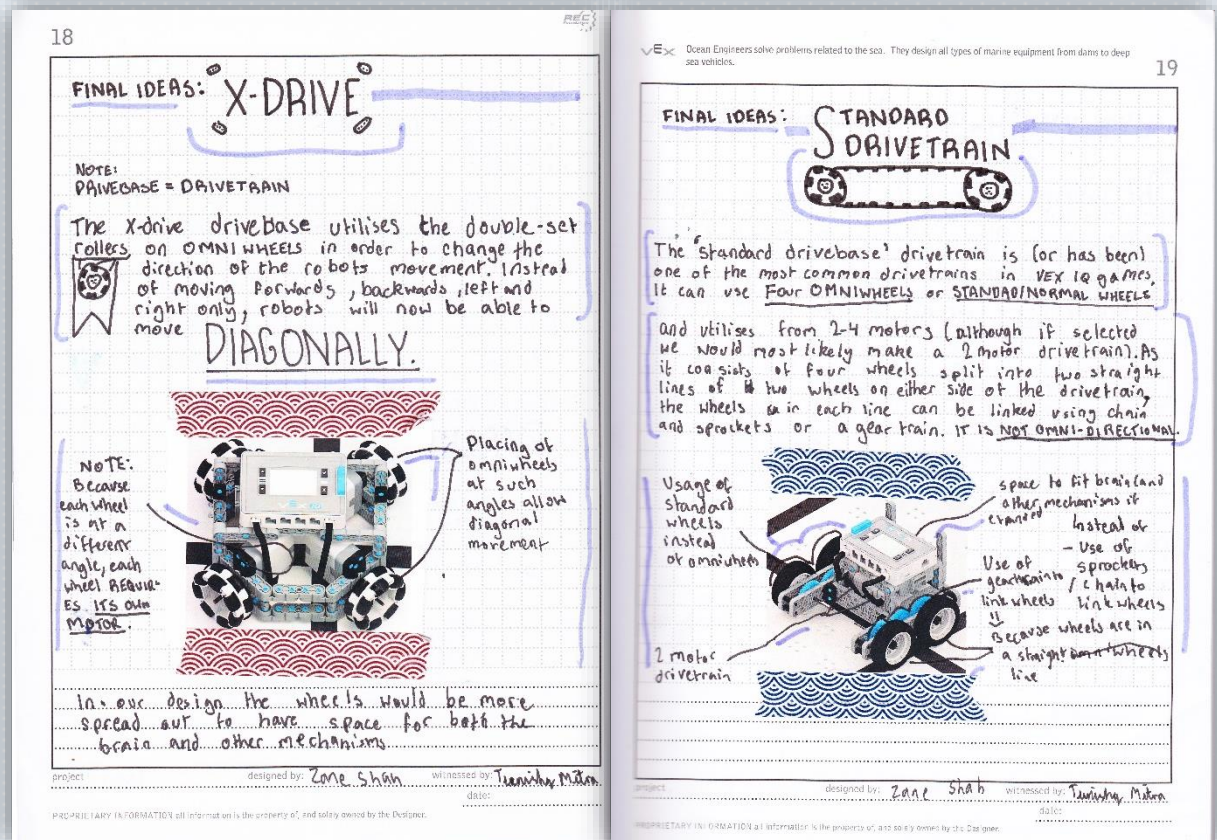 18
REC
FINAL IDEAS: X-DRIVE
NOTE:
DRIVEBASE = DRIVETRAIN
The X-drive drivebase utilises the double-set
rollers on OMNIWHEELS in order to change the
direction of the robots movement. Instead
of moving forwards, backwards, left and
right only, robots will now be able to
move DIAGONALLY.
NOTE:
Because
each wheel
is at a
different
angle, each
wheel REQUIR-
ES ITS OWN
MOTOR.
Placing of
omniwheels
at such
angles allow
diagonal
movement
In our design the wheels would be more
spread out to have space for both the
brain and other mechanisms
project designed by: Zane Shah witnessed by: Mitra
date:
PROPRIETARY INFORMATION all information is the property of, and solely owned by the Designer.
VEX Ocean Engineers solve problems related to the sea. They design all types of marine equipment from dams to deep
sea vehicles.
19
FINAL IDEAS: STANDARD
DRIVETRAIN
The "standard drivebase' drivetrain is (or has been)
one of the most common drivetrains in VEX IQ games.
It can use FOUR OMNIWHEELS or STANDAD/NORMAL WHEELS
and utilises from 2-4 motors (although if selected
we would most likely make a 2 motor drivetrain). As
it consists of four wheels split into two straight
lines of two wheels on either side of the drivetrain,
the wheels in each line can be linked using chain
and sprockets or a gear train. IT IS NOT OMNI-DIRECTIONAL.
Usage of
standard
wheels
instead
of omniwheels
2 motor
drivetrain
space to fit brain (and
other mechanisms if
expanded
Use of
geartrain to
link wheels
Instead of
- Use of
sprockets
/ chain to
link wheels
Because wheels are in
a straight
line
project designed by: Zane Shah witnessed by: Mitra
date:
PROPRIETARY INFORMATION all information is the property of, and solely owned by the Designer.